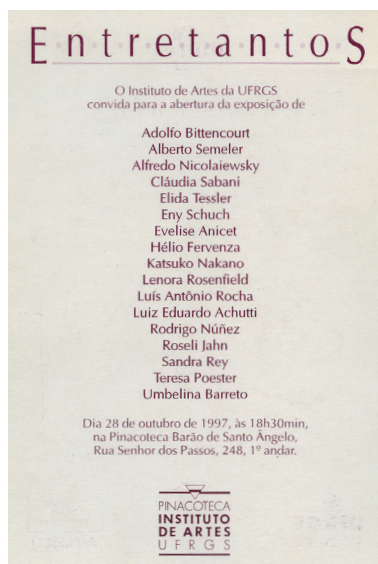 EntretantoS
O Instituto de Artes da UFRGS
convida para a abertura da exposição de
Adolfo Bittencourt
Alberto Semeler
Alfredo Nicolaiewsky
Cláudia Sabani
Elida Tessler
Eny Schuch
Evelise Anicet
Hélio Fervenza
Katsuko Nakano
Lenora Rosenfield
Luís Antônio Rocha
Luiz Eduardo Achutti
Rodrigo Núñez
Roseli Jahn
Sandra Rey
Teresa Poester
Umbelina Barreto
Dia 28 de outubro de 1997, às 18h30min,
na Pinacoteca Barão de Santo Ângelo,
Rua Senhor dos Passos, 248, 1º andar.
PINACOTECA
INSTITUTO
DE ARTES
UFRGS